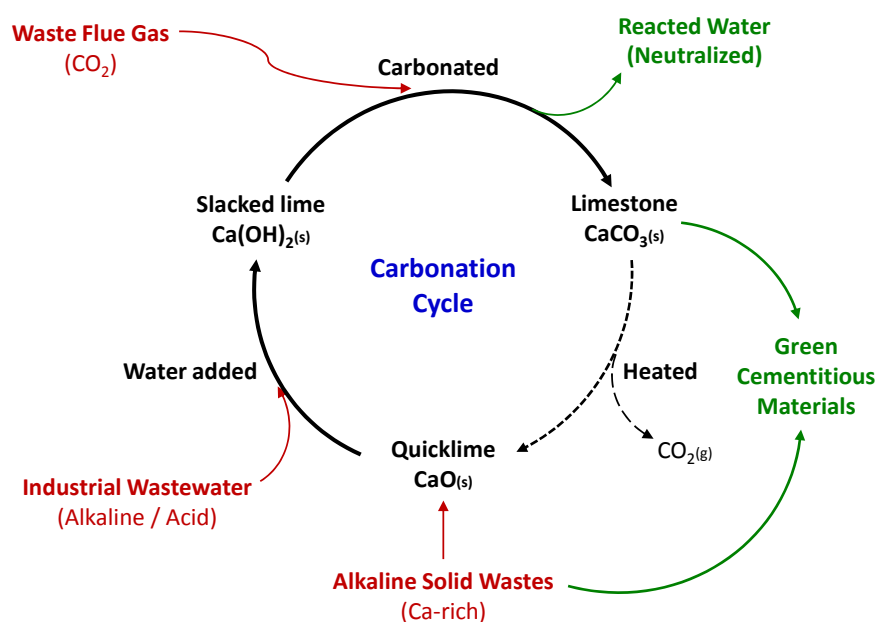 Waste Flue Gas
(CO₂)
Reacted Water
(Neutralized)
Carbonated
Slacked lime
Ca(OH)₂(s)
Limestone
CaCO₃(s)
Carbonation
Cycle
Green
Cementitious
Materials
Water added
Heated
CO₂(g)
Quicklime
CaO(s)
Industrial Wastewater
(Alkaline / Acid)
Alkaline Solid Wastes
(Ca-rich)